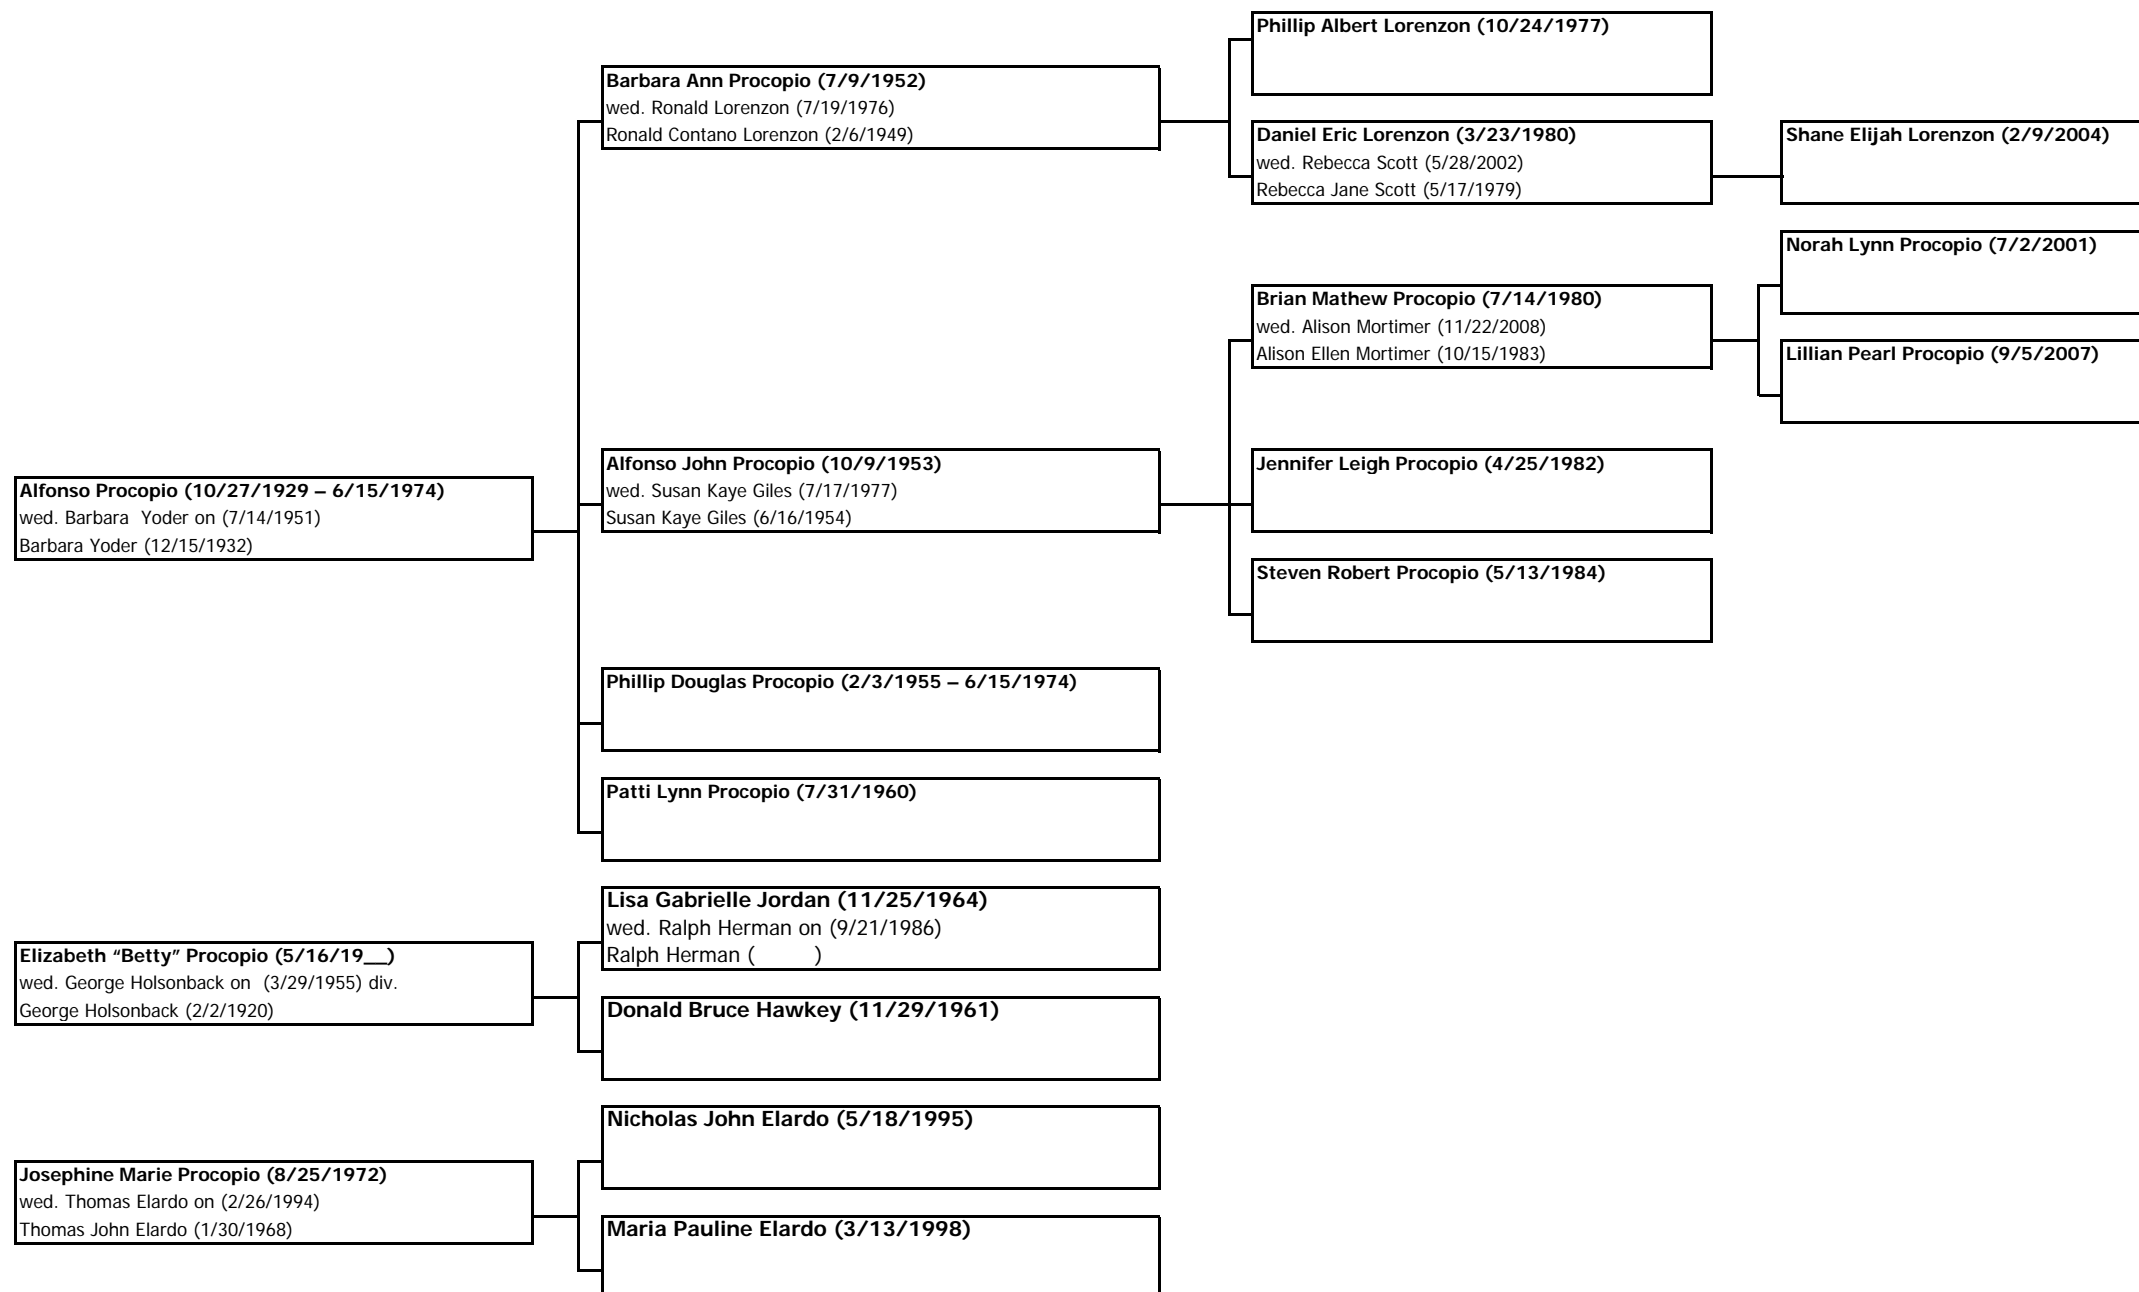 Phillip Albert Lorenzon (10/24/1977)
Barbara Ann Procopio (7/9/1952)
wed. Ronald Lorenzon (7/19/1976)
Ronald Contano Lorenzon (2/6/1949)
Daniel Eric Lorenzon (3/23/1980)
wed. Rebecca Scott (5/28/2002)
Rebecca Jane Scott (5/17/1979)
Shane Elijah Lorenzon (2/9/2004)
Norah Lynn Procopio (7/2/2001)
Brian Mathew Procopio (7/14/1980)
wed. Alison Mortimer (11/22/2008)
Alison Ellen Mortimer (10/15/1983)
Lillian Pearl Procopio (9/5/2007)
Alfonso Procopio (10/27/1929 – 6/15/1974)
wed. Barbara  Yoder on (7/14/1951)
Barbara Yoder (12/15/1932)
Alfonso John Procopio (10/9/1953)
wed. Susan Kaye Giles (7/17/1977)
Susan Kaye Giles (6/16/1954)
Jennifer Leigh Procopio (4/25/1982)
Steven Robert Procopio (5/13/1984)
Phillip Douglas Procopio (2/3/1955 – 6/15/1974)
Patti Lynn Procopio (7/31/1960)
Elizabeth “Betty” Procopio (5/16/19__)
wed. George Holsonback on  (3/29/1955) div.
George Holsonback (2/2/1920)
Lisa Gabrielle Jordan (11/25/1964)
wed. Ralph Herman on (9/21/1986)
Ralph Herman (          )
Donald Bruce Hawkey (11/29/1961)
Josephine Marie Procopio (8/25/1972)
wed. Thomas Elardo on (2/26/1994)
Thomas John Elardo (1/30/1968)
Nicholas John Elardo (5/18/1995)
Maria Pauline Elardo (3/13/1998)